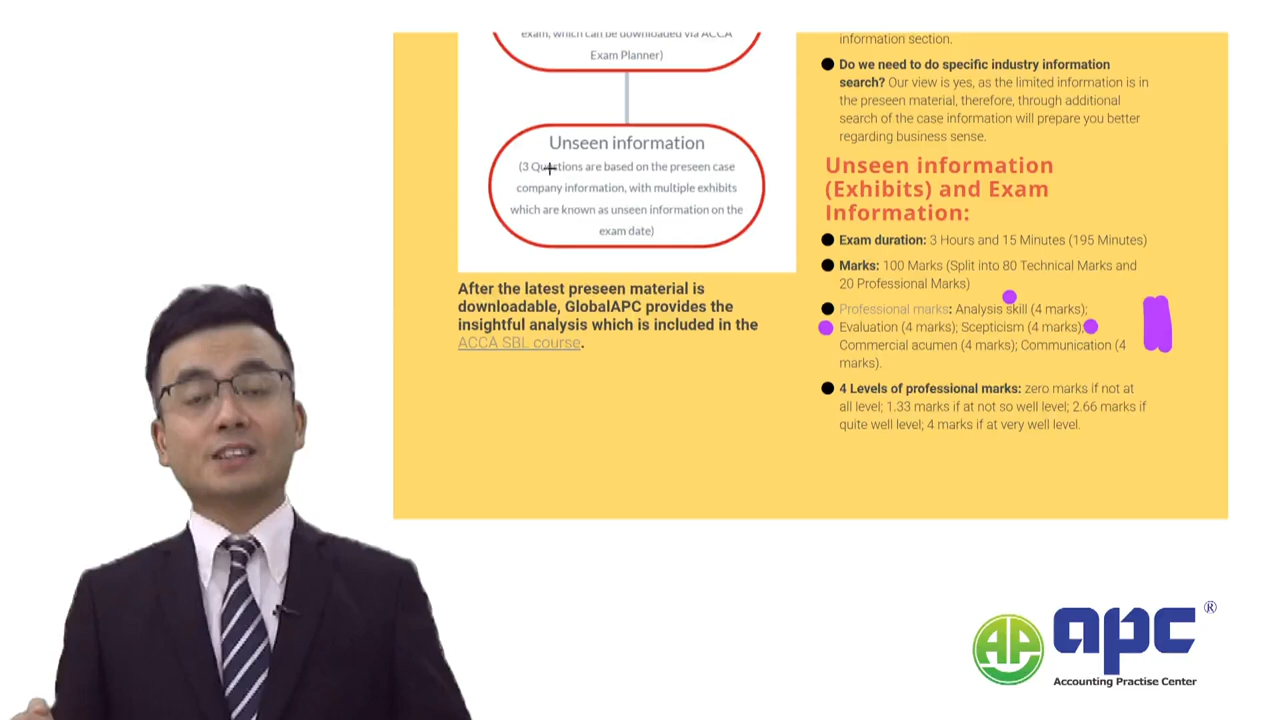 exam, which can be downloaded via ACCA
Exam Planner)
Unseen information
(3 Questions are based on the preseen case
company information, with multiple exhibits
which are known as unseen information on the
exam date)
After the latest preseen material is
downloadable, GlobalAPC provides the
insightful analysis which is included in the
ACCA SBL course.
information section.
Do we need to do specific industry information
search? Our view is yes, as the limited information is in
the preseen material, therefore, through additional
search of the case information will prepare you better
regarding business sense.
Unseen information
(Exhibits) and Exam
Information:
Exam duration: 3 Hours and 15 Minutes (195 Minutes)
Marks: 100 Marks (Split into 80 Technical Marks and
20 Professional Marks)
Professional marks: Analysis skill (4 marks);
Evaluation (4 marks); Scepticism (4 marks);
Commercial acumen (4 marks); Communication (4
marks).
4 Levels of professional marks: zero marks if not at
all level; 1.33 marks if at not so well level; 2.66 marks if
quite well level; 4 marks if at very well level.
AP apc ®
Accounting Practise Center